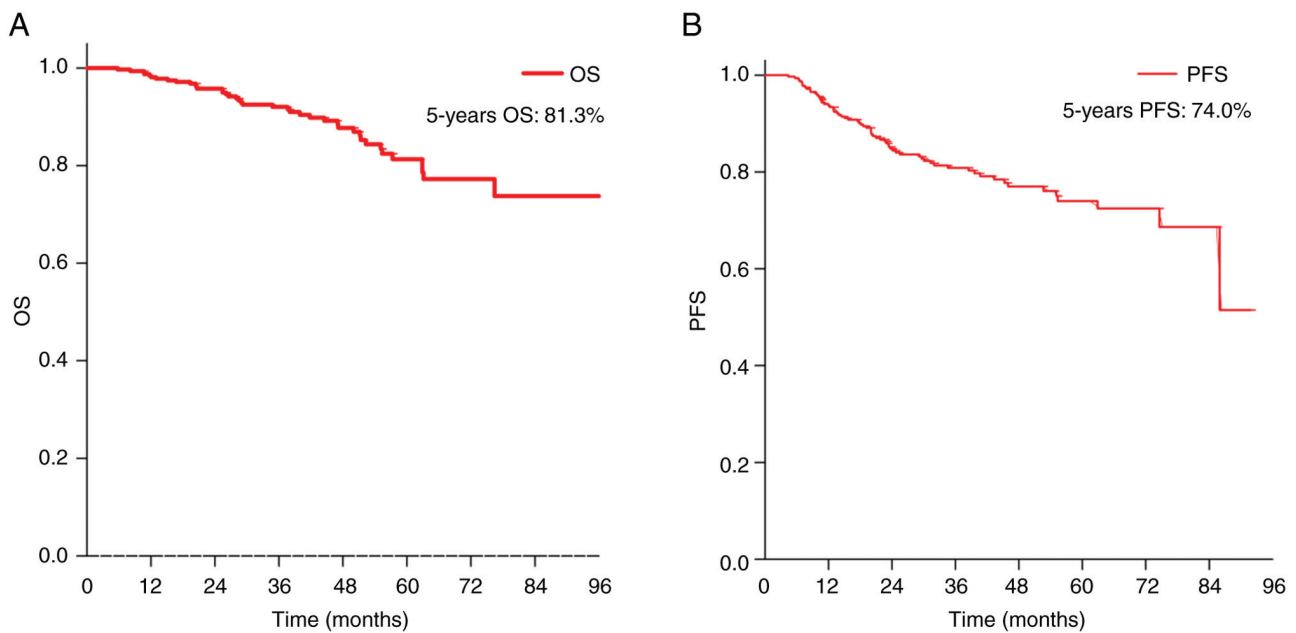 A
OS
5-years OS: 81.3%
1.0
0.8
0.6
0.4
0.2
0.0
OS
0 12 24 36 48 60 72 84 96
Time (months)
B
PFS
5-years PFS: 74.0%
1.0
0.8
0.6
0.4
0.2
0.0
PFS
0 12 24 36 48 60 72 84 96
Time (months)